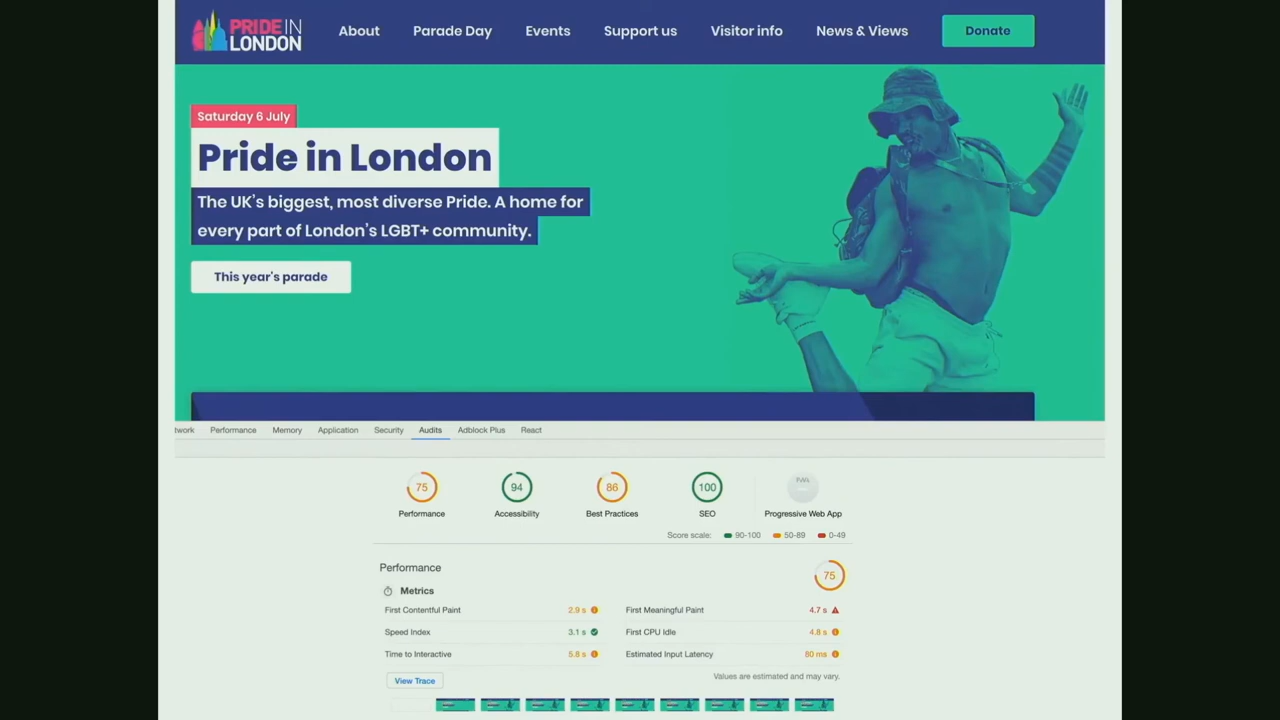 PRIDE IN
LONDON
About Parade Day Events Support us Visitor info News & Views Donate
Saturday 6 July
Pride in London
The UK's biggest, most diverse Pride. A home for
every part of London's LGBT+ community.
This year's parade
twork Performance Memory Application Security Audits Adblock Plus React
75 94 86 100
Performance Accessibility Best Practices SEO Progressive Web App
Score scale: 90-100 50-89 0-49
Performance 75
Metrics
First Contentful Paint 2.9 s First Meaningful Paint 4.7 s
Speed Index 3.1 s First CPU Idle 4.8 s
Time to Interactive 5.8 s Estimated Input Latency 80 ms
View Trace Values are estimated and may vary.